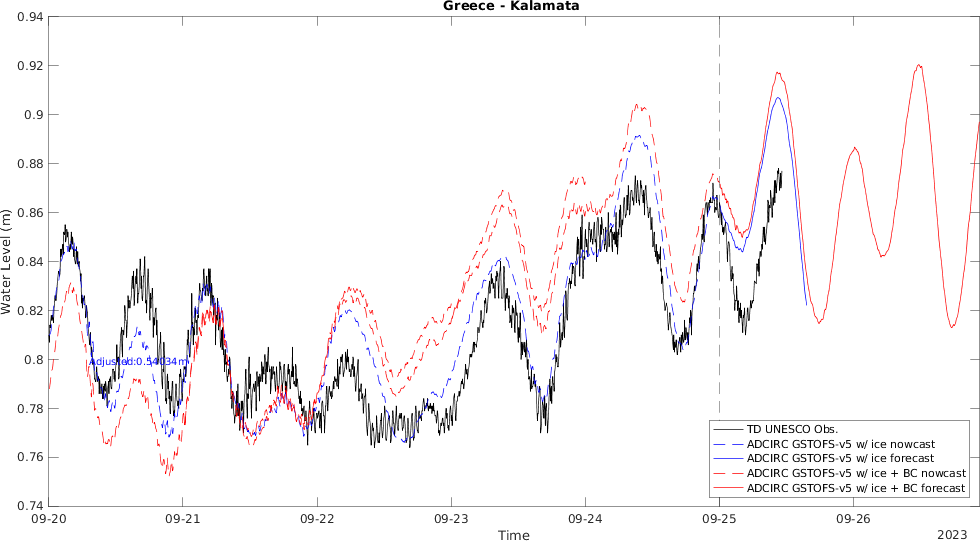 Greece - Kalamata
0.94
0.92
0.9
0.88
0.86
0.84
0.82
0.8
0.78
0.76
0.74
Water Level (m)
Adjusted:0.54034m
TD UNESCO Obs.
ADCIRC GSTOFS-v5 w/ ice nowcast
ADCIRC GSTOFS-v5 w/ ice forecast
ADCIRC GSTOFS-v5 w/ ice + BC nowcast
ADCIRC GSTOFS-v5 w/ ice + BC forecast
09-20 09-21 09-22 09-23 09-24 09-25 09-26
Time
2023